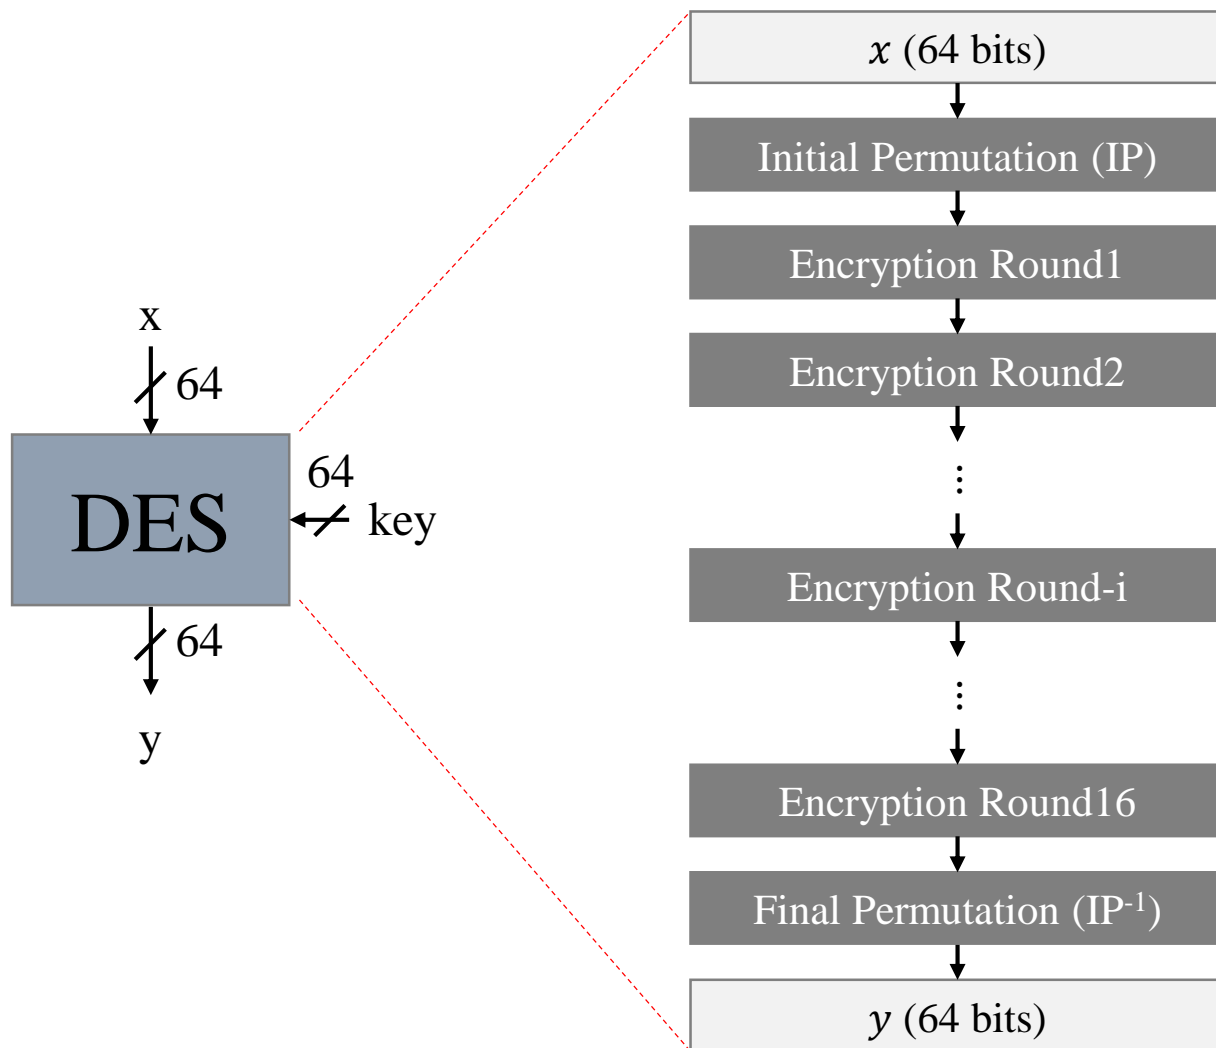 x
64
DES
64
key
64
y
x (64 bits)
Initial Permutation (IP)
Encryption Round1
Encryption Round2
⋮
Encryption Round-i
⋮
Encryption Round16
Final Permutation (IP⁻¹)
y (64 bits)